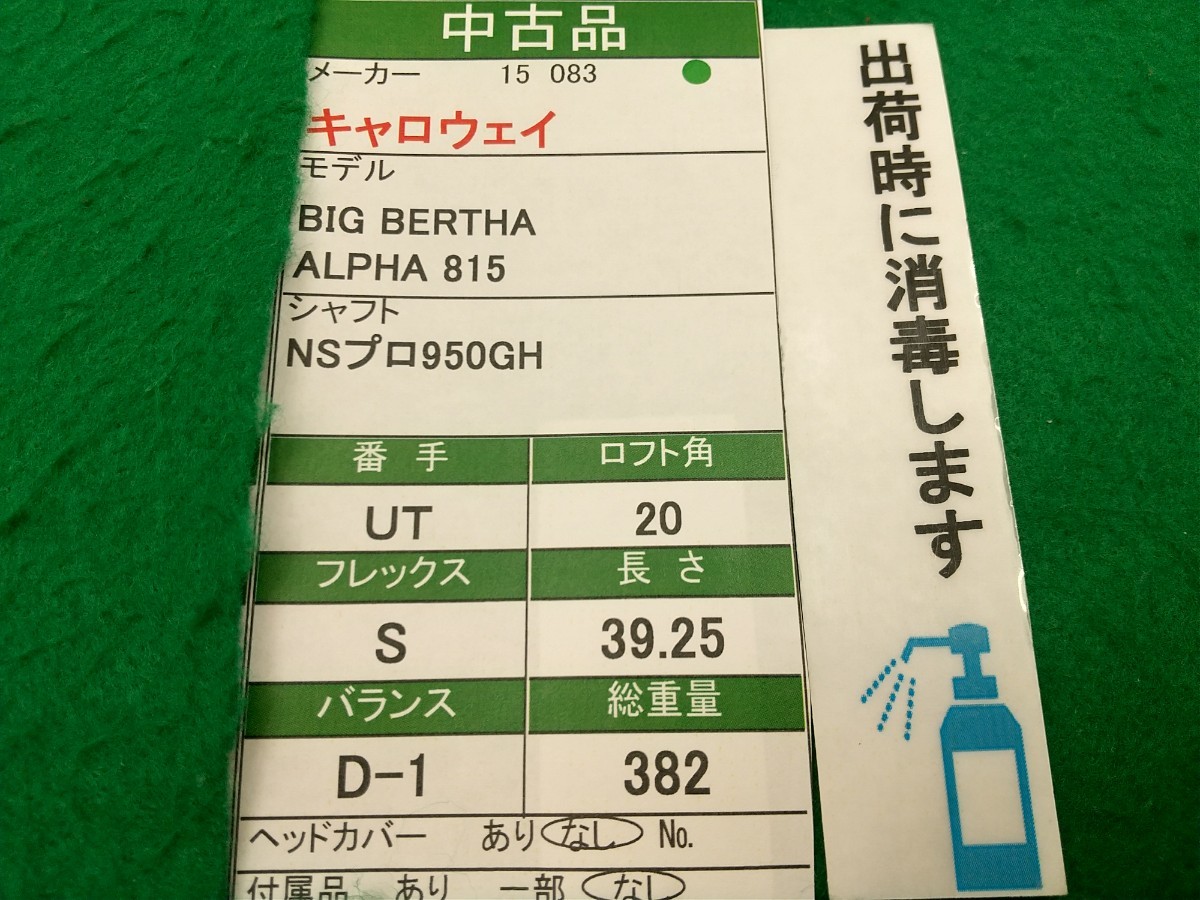 中古品
メーカー 15 083
キャロウェイ
モデル
BIG BERTHA
ALPHA 815
シャフト
NSプロ950GH
番手 ロフト角
UT 20
フレックス 長さ
S 39.25
バランス 総重量
D-1 382
ヘッドカバー あり なし No.
付属品 あり 一部 なし
出荷時に消毒します